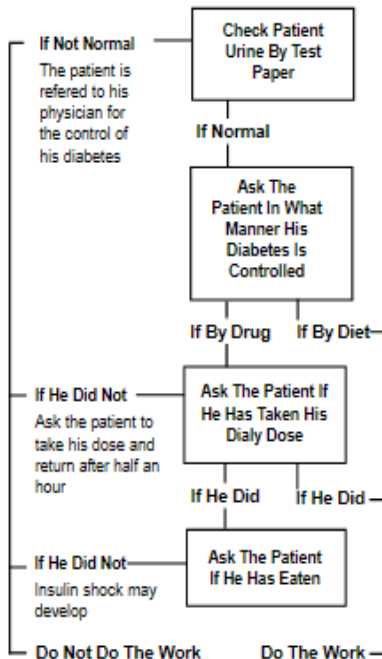 Check Patient
Urine By Test
Paper
If Not Normal
The patient is
refered to his
physician for
the control of
his diabetes
If Normal
Ask The
Patient In What
Manner His
Diabetes Is
Controlled
If By Drug
If By Diet
If He Did Not
Ask the patient to
take his dose and
return after half an
hour
Ask The Patient If
He Has Taken His
Dialy Dose
If He Did
If He Did
If He Did Not
Insulin shock may
develop
Ask The Patient
If He Has Eaten
Do Not Do The Work
Do The Work